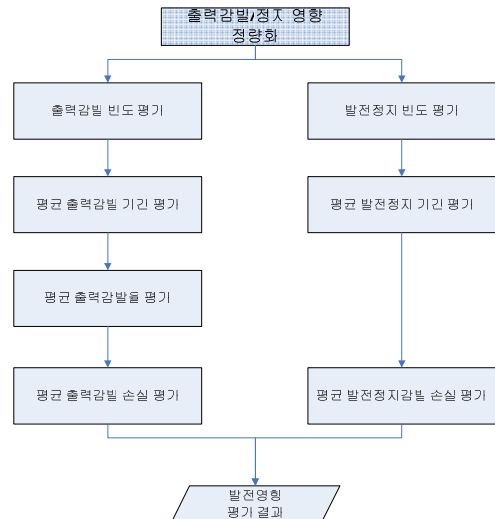 출력감발/정지 영향
정량화
출력감발 빈도 평가
발전정지 빈도 평가
평균 출력감발 기간 평가
평균 발전정지 기간 평가
평균 출력감발율 평가
평균 출력감발 손실 평가
평균 발전정지감발 손실 평가
발전영향
평가 결과